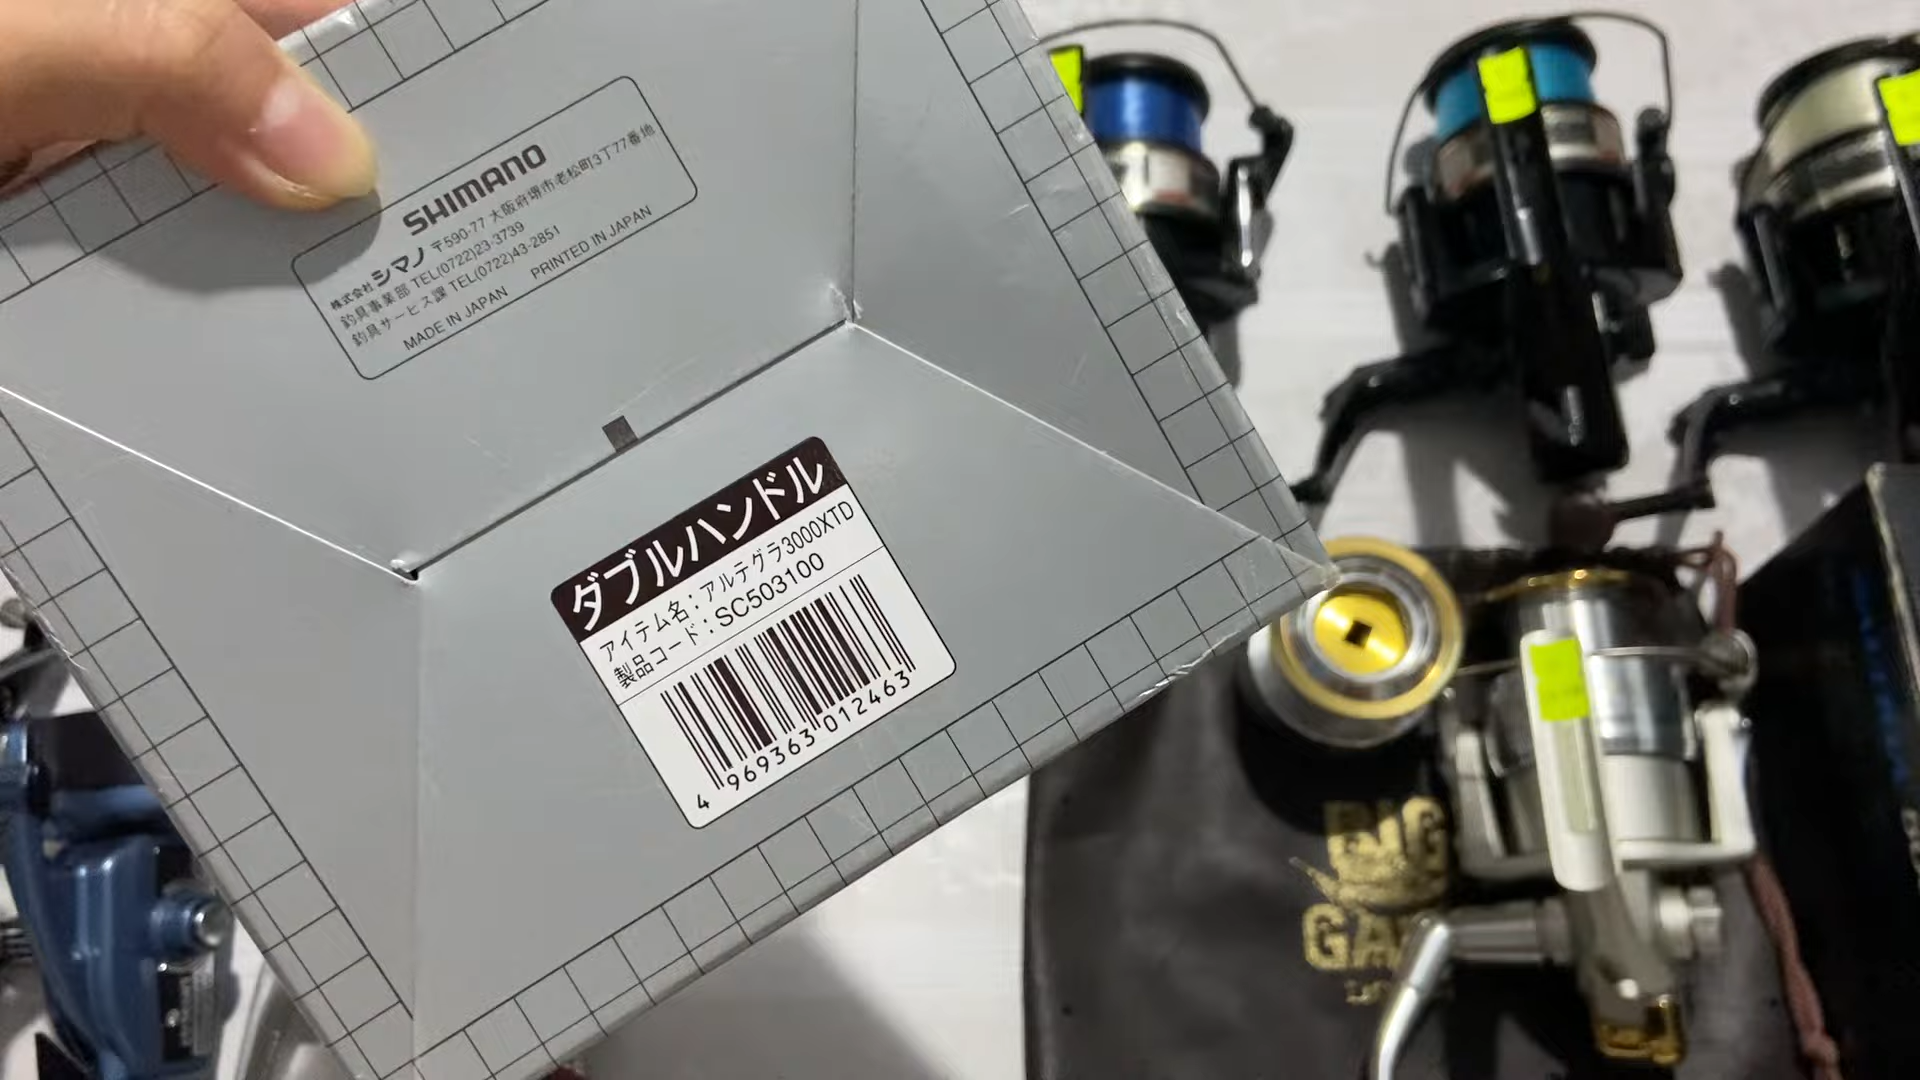 SHIMANO
株式会社シマノ 〒590-77 大阪府堺市老松町3丁77番地
釣具事業部 TEL(0722)23-3739
釣具サービス課 TEL(0722)43-2851
MADE IN JAPAN PRINTED IN JAPAN
ダブルハンドル
アイテム名:アルテグラ3000XTD
製品コード:SC503100
4 969363 012463
BIG